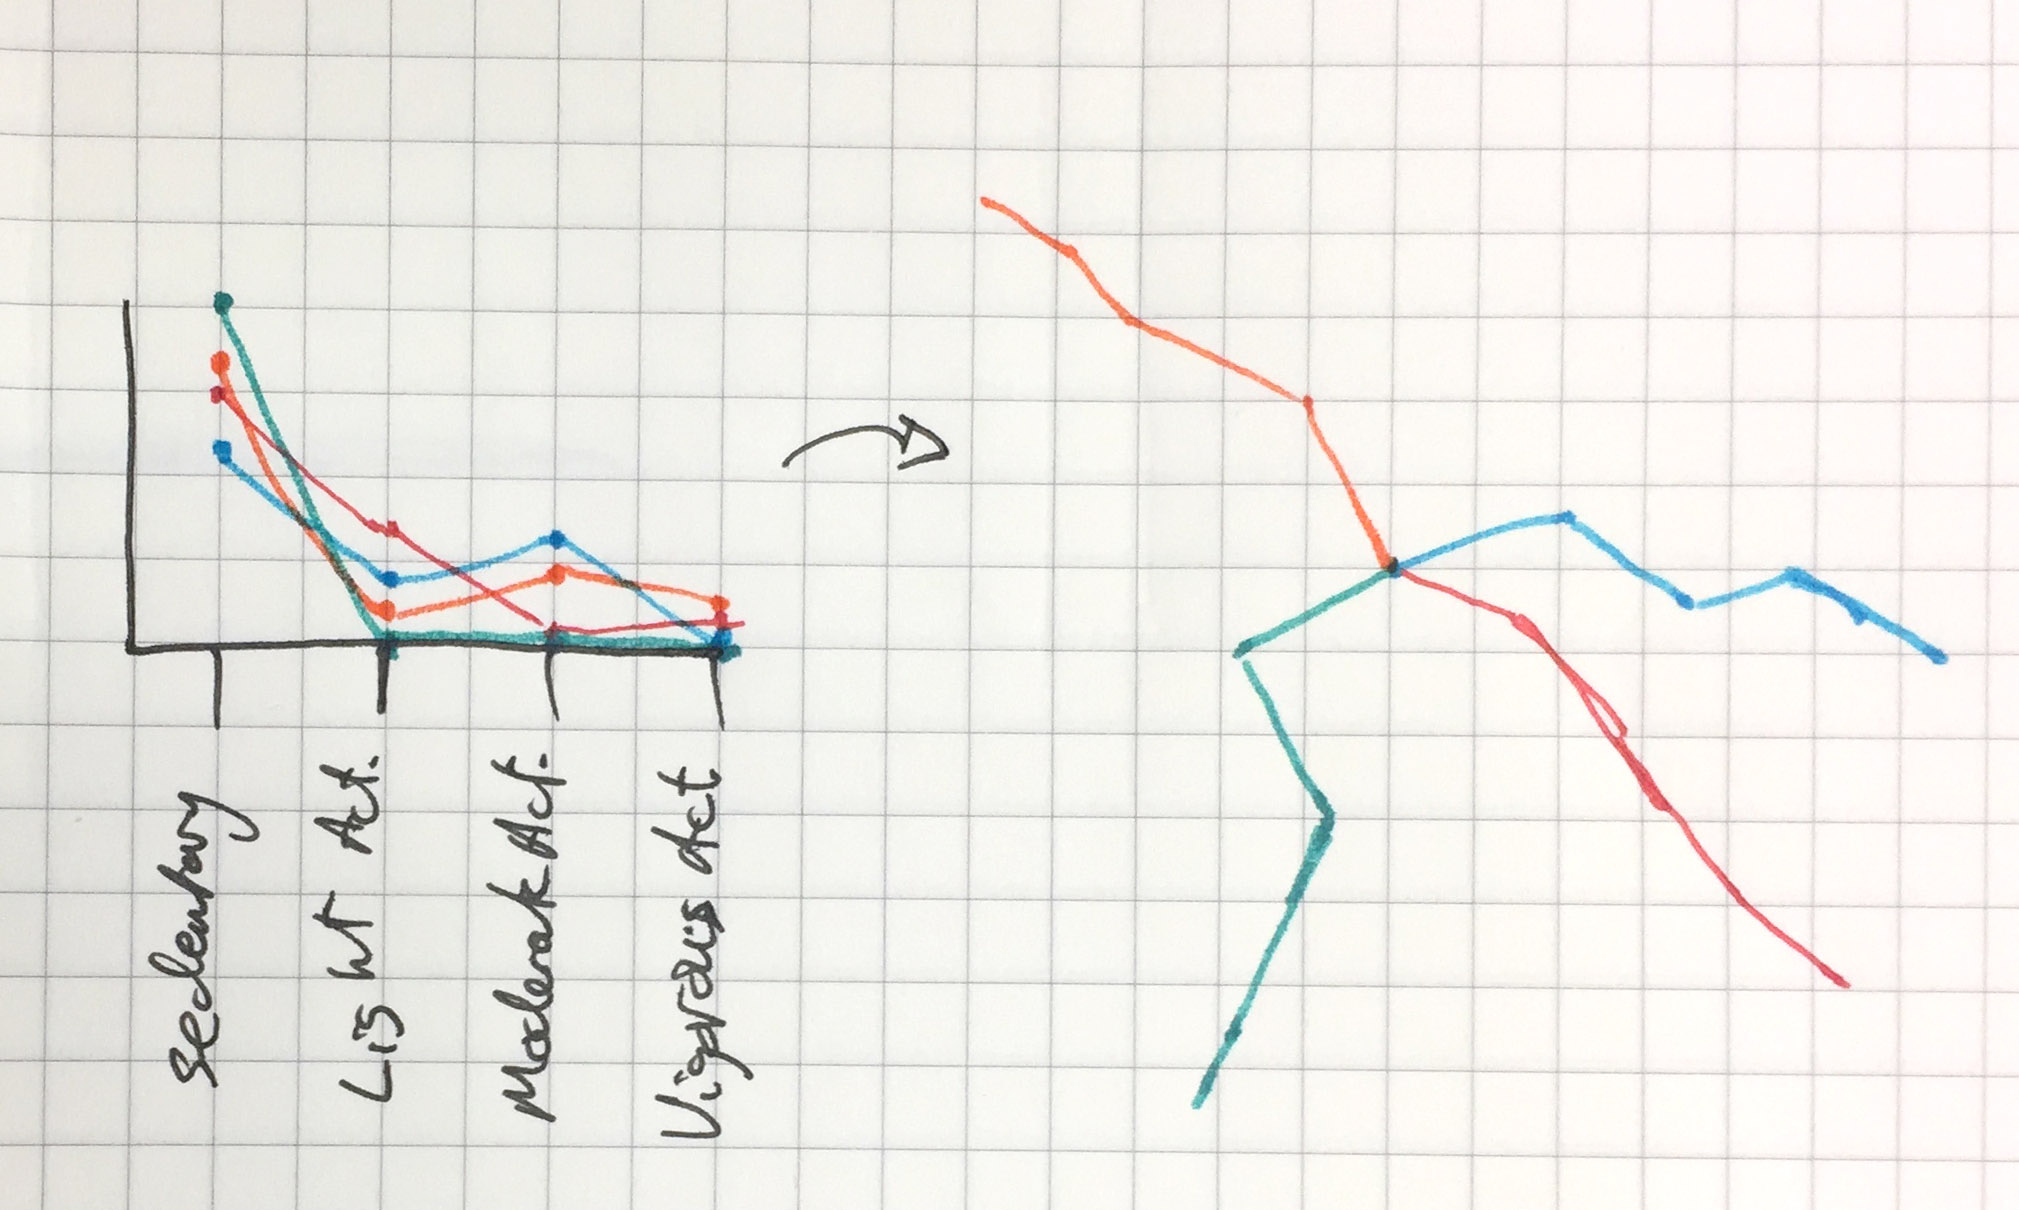 Sedentary
Light Act.
Moderate Act.
Vigorous Act